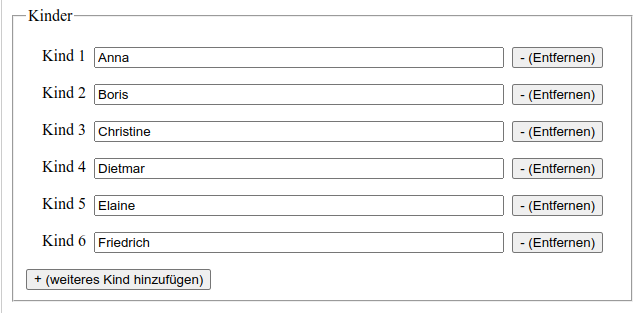 Kinder
Kind 1 Anna - (Entfernen)
Kind 2 Boris - (Entfernen)
Kind 3 Christine - (Entfernen)
Kind 4 Dietmar - (Entfernen)
Kind 5 Elaine - (Entfernen)
Kind 6 Friedrich - (Entfernen)
+ (weiteres Kind hinzufügen)